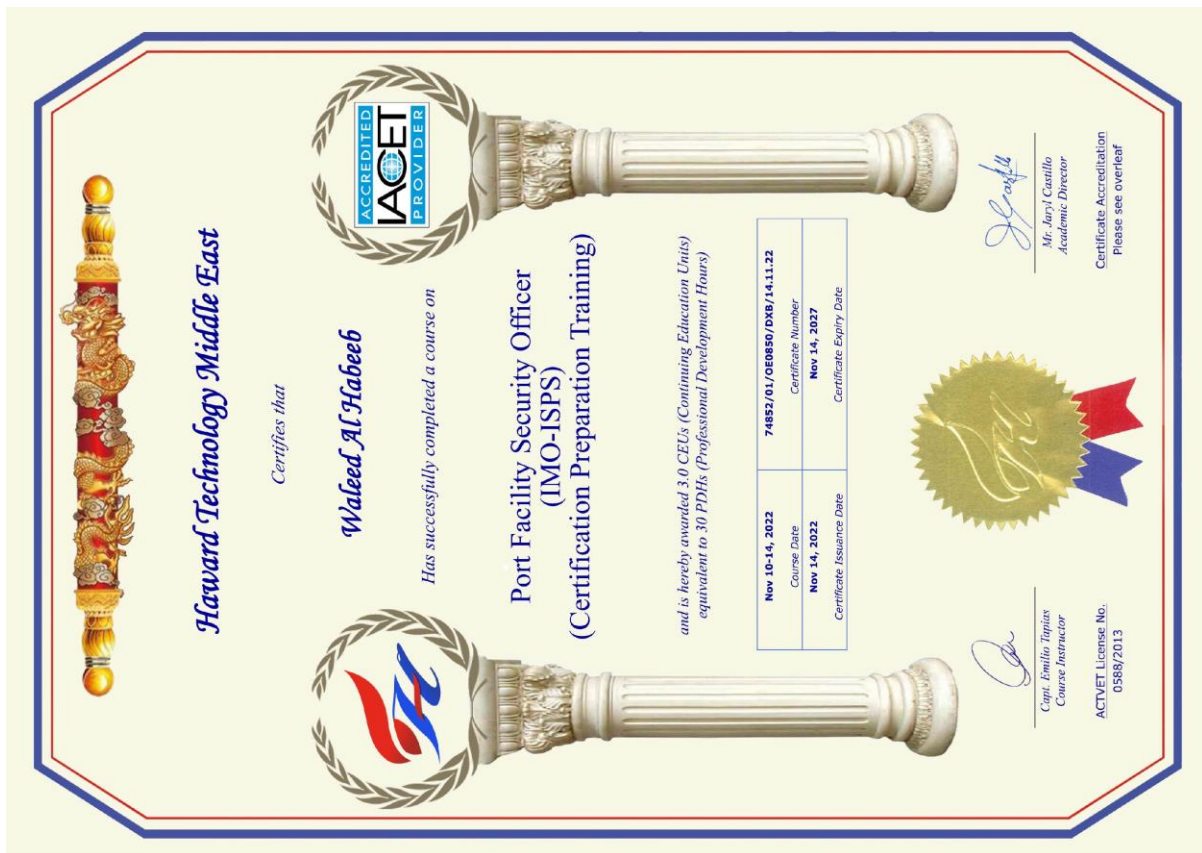 Haward Technology Middle East
Certifies that
ACCREDITED
IACET
PROVIDER
Waleed Al Habeeb
Has successfully completed a course on
Port Facility Security Officer
(IMO-ISPS)
(Certification Preparation Training)
and is hereby awarded 3.0 CEUs (Continuing Education Units)
equivalent to 30 PDHs (Professional Development Hours)
Nov 10-14, 2022 74852/01/OE0850/DXB/14.11.22
Course Date Certificate Number
Nov 14, 2022 Nov 14, 2027
Certificate Issuance Date Certificate Expiry Date
Capt. Emilio Tapias
Course Instructor
ACTVET License No.
0588/2013
Mr. Jaryl Castillo
Academic Director
Certificate Accreditation
Please see overleaf